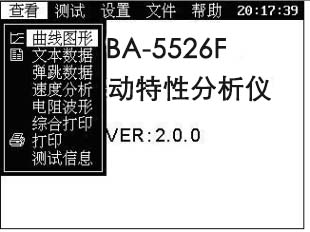 查看 测试 设置 文件 帮助 20:17:39
曲线图形
文本数据
弹跳数据
速度分析
电阻波形
综合打印
打印
测试信息
BA-5526F
动特性分析仪
VER:2.0.0